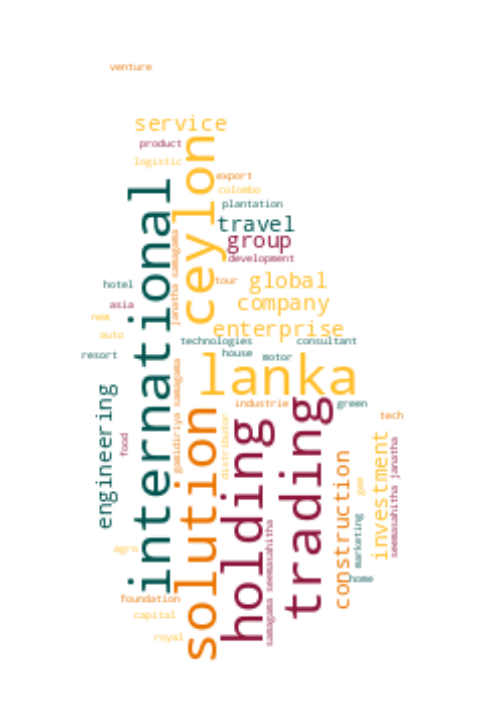 venture
service
product
logistic
ceylon
export
colombo
international
plantation
travel
group
janatha samagama
development
tour
global
hotel
asia
company
new
enterprise
auto
technologies
consultant
resort
house
motor
lanka
gamidiriya samagama
engineering
industrie
green
trading
solution
holding
distributor
tech
food
investment
seemasahitha janatha
construction
gem
marketing
agro
samagama seemasahitha
home
foundation
capital
royal